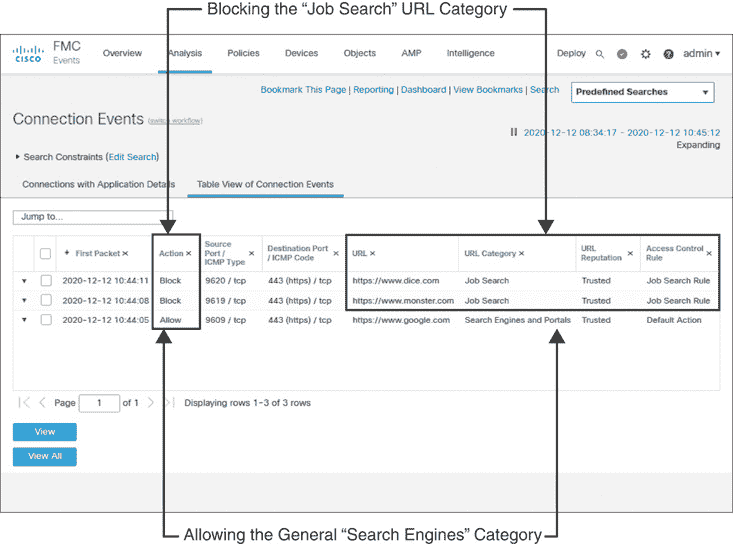 Blocking the “Job Search” URL Category
CISCO FMC Events Overview Analysis Policies Devices Objects AMP Intelligence Deploy admin
Bookmark This Page | Reporting | Dashboard | View Bookmarks | Search Predefined Searches
Connection Events (switch workflow)
2020-12-12 08:34:17 - 2020-12-12 10:45:12
Expanding
Search Constraints (Edit Search)
Connections with Application Details Table View of Connection Events
Jump to...
First Packet Action Source Port / ICMP Type Destination Port / ICMP Code URL URL Category URL Reputation Access Control Rule
2020-12-12 10:44:11 Block 9620 / tcp 443 (https) / tcp https://www.dice.com Job Search Trusted Job Search Rule
2020-12-12 10:44:08 Block 9619 / tcp 443 (https) / tcp https://www.monster.com Job Search Trusted Job Search Rule
2020-12-12 10:44:05 Allow 9609 / tcp 443 (https) / tcp https://www.google.com Search Engines and Portals Trusted Default Action
Page 1 of 1 Displaying rows 1-3 of 3 rows
View
View All
Allowing the General “Search Engines” Category